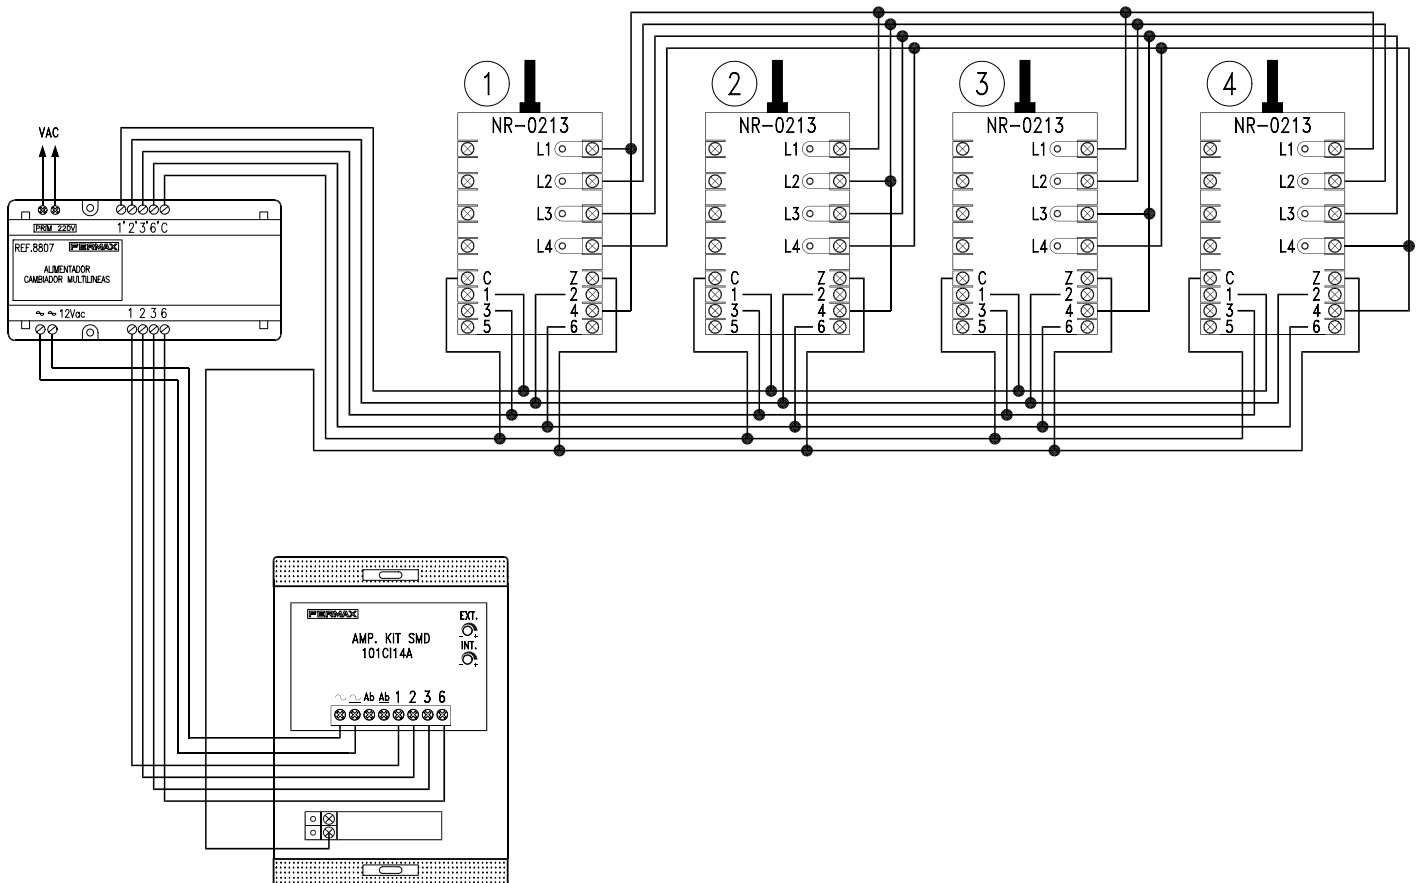 1 2 3 4
NR-0213 NR-0213 NR-0213 NR-0213
VAC
L1 L1 L1 L1
L2 L2 L2 L2
L3 L3 L3 L3
L4 L4 L4 L4
C Z C Z C Z C Z
1 2 1 2 1 2 1 2
3 4 3 4 3 4 3 4
5 6 5 6 5 6 5 6
PRIM 220V 1' 2' 3' 6' C
REF.8807 FERMAX
ALIMENTADOR
CAMBIADOR MULTILINEAS
~ ~ 12Vac 1 2 3 6
FERMAX
EXT.
- +
AMP. KIT SMD
101CI14A
INT.
- +
~ ~ Ab Ab 1 2 3 6